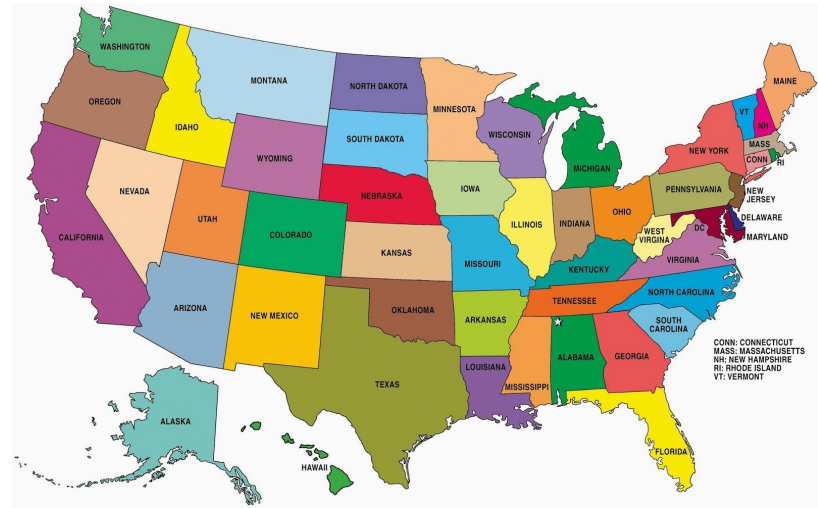 WASHINGTON
MONTANA
NORTH DAKOTA
MINNESOTA
MAINE
OREGON
IDAHO
WISCONSIN
VT
NH
SOUTH DAKOTA
MICHIGAN
NEW YORK
MASS
CONN
RI
WYOMING
NEVADA
NEBRASKA
IOWA
PENNSYLVANIA
NEW
JERSEY
UTAH
COLORADO
ILLINOIS
INDIANA
OHIO
DC
DELAWARE
MARYLAND
CALIFORNIA
KANSAS
MISSOURI
WEST
VIRGINA
VIRGINIA
KENTUCKY
ARIZONA
NEW MEXICO
OKLAHOMA
ARKANSAS
TENNESSEE
NORTH CAROLINA
SOUTH
CAROLINA
TEXAS
LOUISIANA
MISSISSIPPI
ALABAMA
GEORGIA
CONN: CONNECTICUT
MASS: MASSACHUSETTS
NH: NEW HAMPSHIRE
RI: RHODE ISLAND
VT: VERMONT
ALASKA
HAWAII
FLORIDA